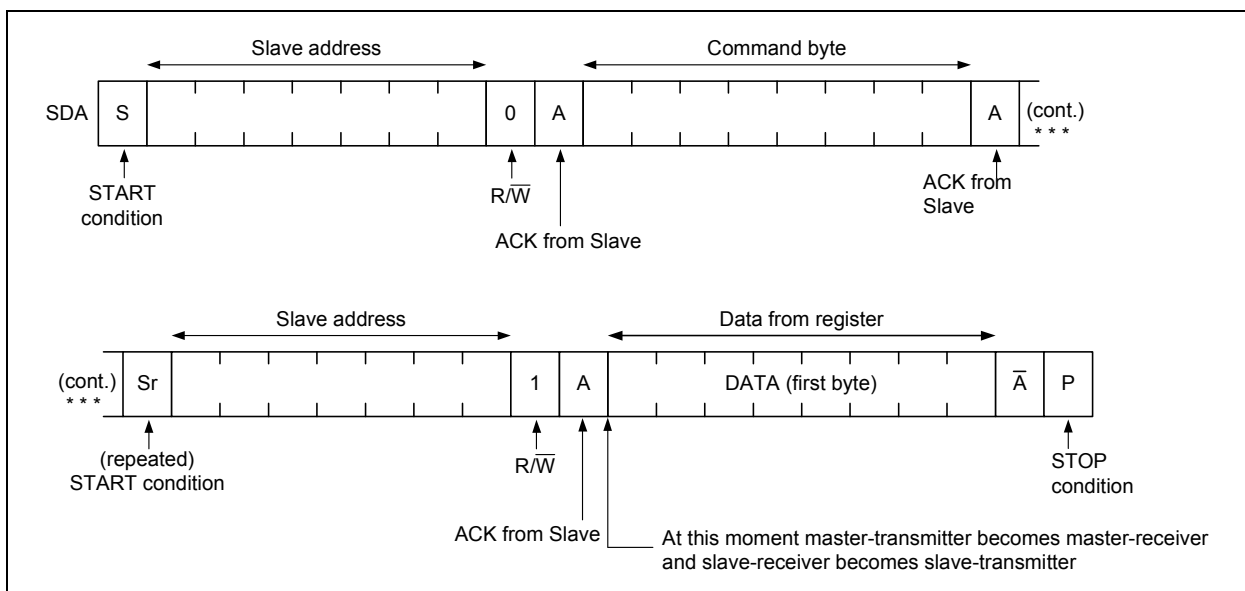 Slave address
Command byte
SDA
S
0
A
A
(cont.)
* * *
START
condition
R/W̅
ACK from Slave
ACK from
Slave
Slave address
Data from register
(cont.)
* * *
Sr
1
A
DATA (first byte)
A̅
P
(repeated)
START condition
R/W̅
STOP
condition
ACK from Slave
At this moment master-transmitter becomes master-receiver
and slave-receiver becomes slave-transmitter